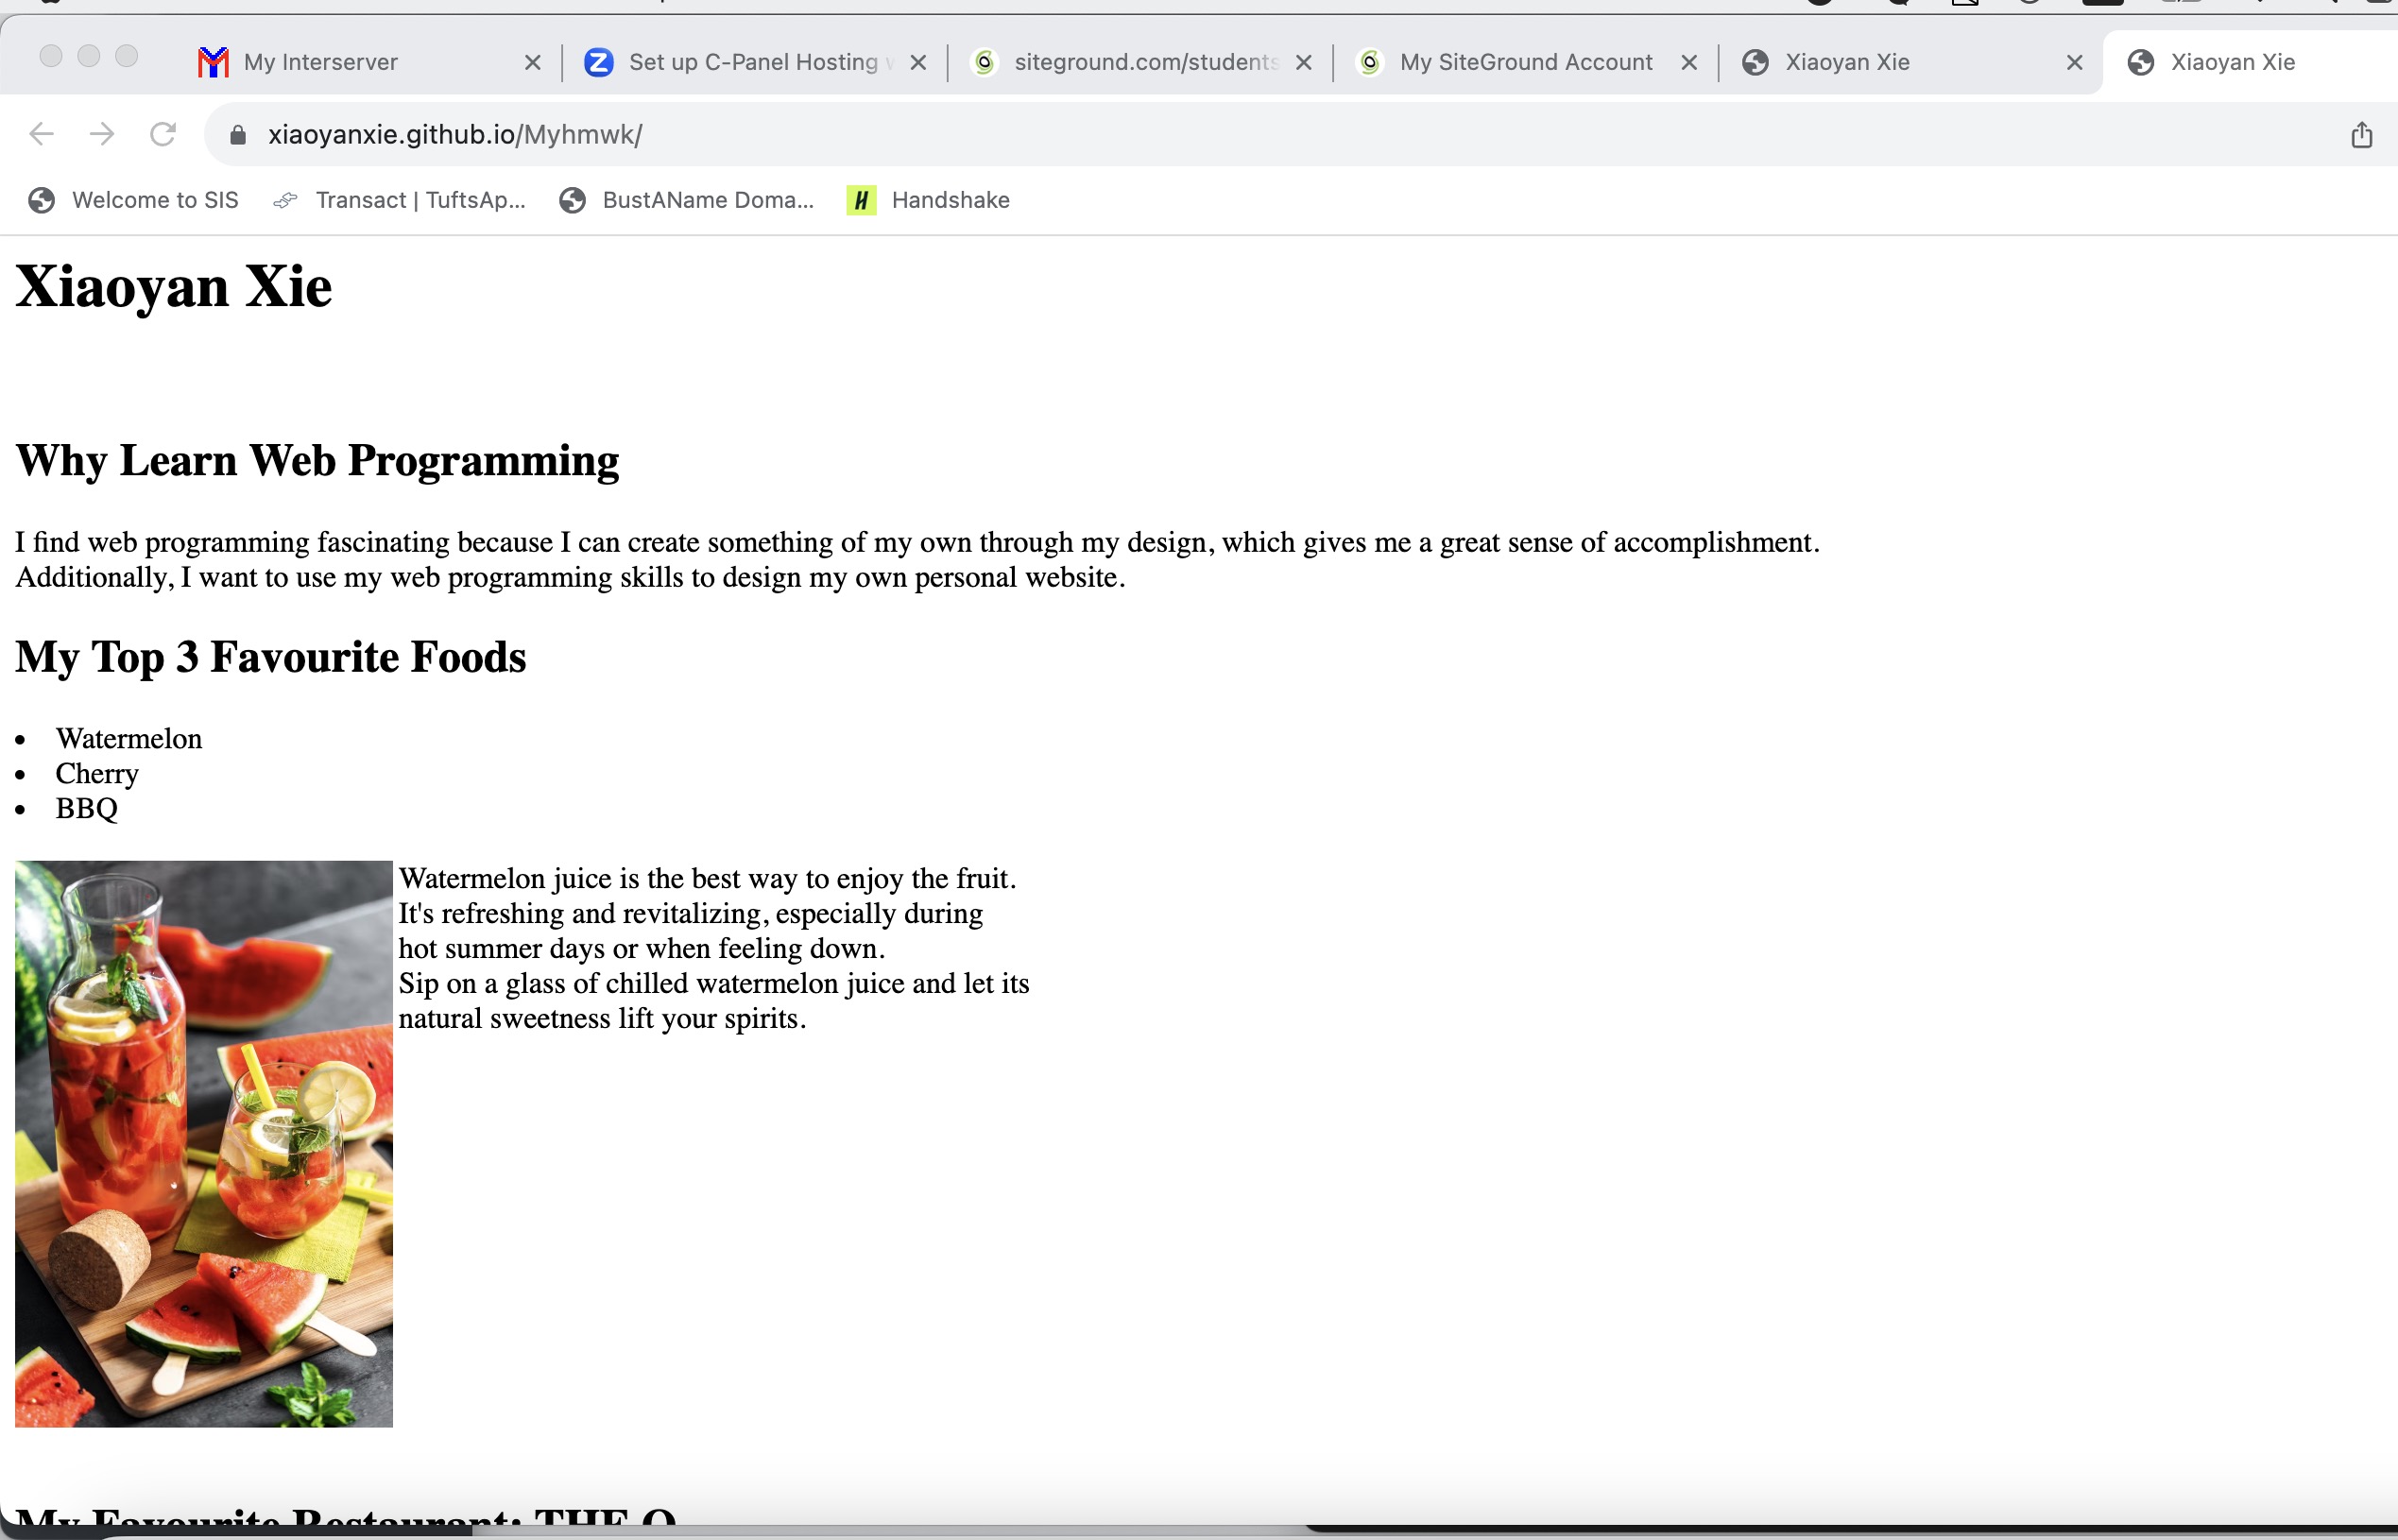 My Interserver
Set up C-Panel Hosting
siteground.com/students
My SiteGround Account
Xiaoyan Xie
Xiaoyan Xie
xiaoyanxie.github.io/Myhmwk/
Welcome to SIS
Transact | TuftsAp...
BustAName Doma...
H Handshake
Xiaoyan Xie
Why Learn Web Programming
I find web programming fascinating because I can create something of my own through my design, which gives me a great sense of accomplishment.
Additionally, I want to use my web programming skills to design my own personal website.
My Top 3 Favourite Foods
• Watermelon
• Cherry
• BBQ
Watermelon juice is the best way to enjoy the fruit.
It's refreshing and revitalizing, especially during
hot summer days or when feeling down.
Sip on a glass of chilled watermelon juice and let its
natural sweetness lift your spirits.
My Favourite Restaurant: THE Q